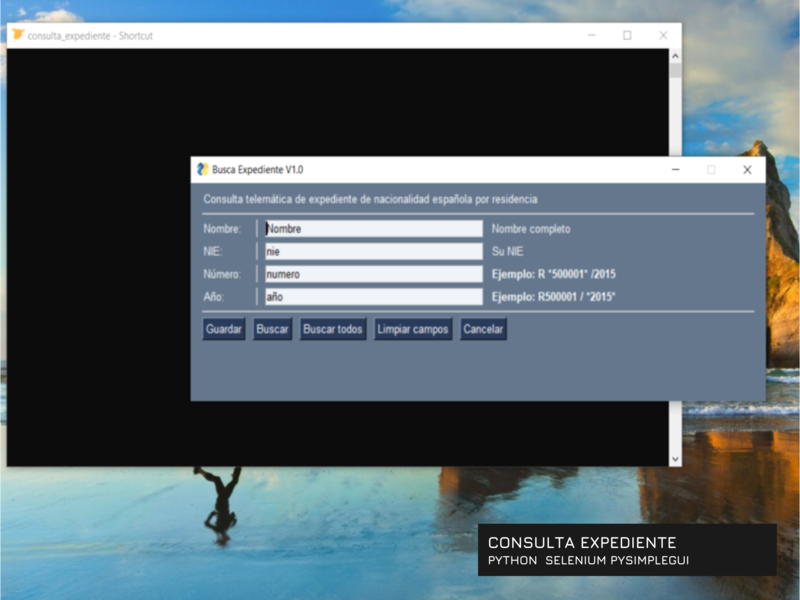 consulta_expediente - Shortcut
Busca Expediente V1.0
Consulta telemática de expediente de nacionalidad española por residencia
Nombre: Nombre Nombre completo
NIE: nie Su NIE
Número: numero Ejemplo: R *500001* /2015
Año: año Ejemplo: R500001 / *2015*
Guardar Buscar Buscar todos Limpiar campos Cancelar
CONSULTA EXPEDIENTE
PYTHON SELENIUM PYSIMPLEGUI